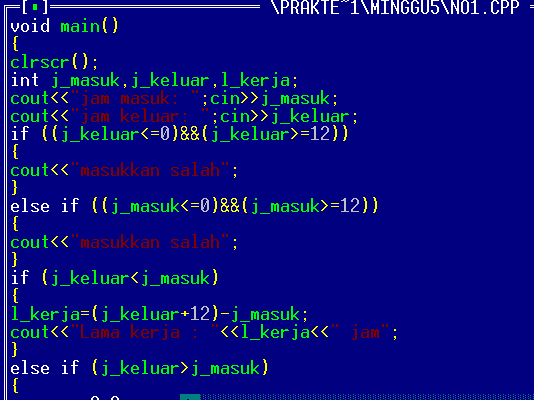 [▪] \PRAKTE~1\MINGGU5\NO1.CPP
void main()
{
clrscr();
int j_masuk,j_keluar,l_kerja;
cout<<"jam masuk: ";cin>>j_masuk;
cout<<"jam keluar: ";cin>>j_keluar;
if ((j_keluar<=0)&&(j_keluar>=12))
{
cout<<"masukkan salah";
}
else if ((j_masuk<=0)&&(j_masuk>=12))
{
cout<<"masukkan salah";
}
if (j_keluar<j_masuk)
{
l_kerja=(j_keluar+12)-j_masuk;
cout<<"Lama kerja : "<<l_kerja<<" jam";
}
else if (j_keluar>j_masuk)
{